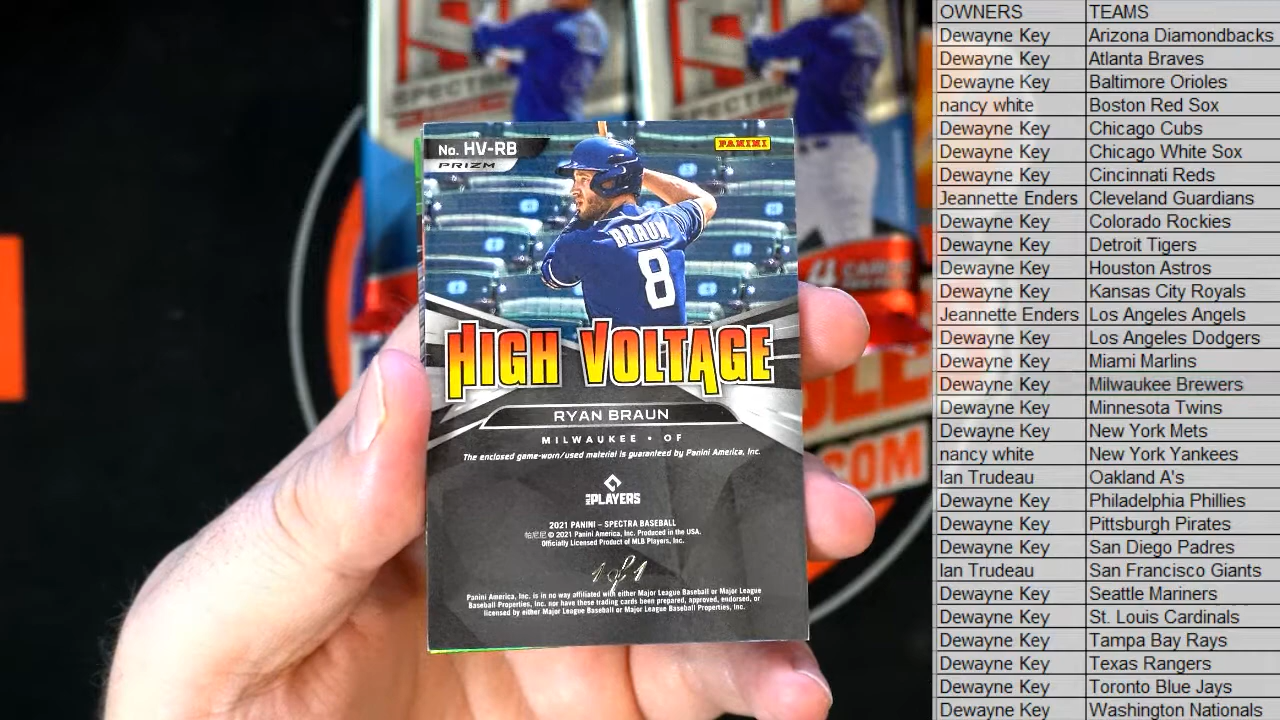 No. HV-RB
PANINI
PRIZM
BRAUN
8
HIGH VOLTAGE
RYAN BRAUN
MILWAUKEE • OF
The enclosed game-worn/used material is guaranteed by Panini America, Inc.
MLB PLAYERS
2021 PANINI – SPECTRA BASEBALL
帕尼尼 © 2021 Panini America, Inc. Produced in the USA.
Officially Licensed Product of MLB Players, Inc.
1 of 1
Panini America, Inc. is in no way affiliated with either Major League Baseball or Major League
Baseball Properties, Inc. nor have these trading cards been prepared, approved, endorsed, or
licensed by either Major League Baseball or Major League Baseball Properties, Inc.
SPECTRA
4 CARDS
.COM
OWNERS TEAMS
Dewayne Key Arizona Diamondbacks
Dewayne Key Atlanta Braves
Dewayne Key Baltimore Orioles
nancy white Boston Red Sox
Dewayne Key Chicago Cubs
Dewayne Key Chicago White Sox
Dewayne Key Cincinnati Reds
Jeannette Enders Cleveland Guardians
Dewayne Key Colorado Rockies
Dewayne Key Detroit Tigers
Dewayne Key Houston Astros
Dewayne Key Kansas City Royals
Jeannette Enders Los Angeles Angels
Dewayne Key Los Angeles Dodgers
Dewayne Key Miami Marlins
Dewayne Key Milwaukee Brewers
Dewayne Key Minnesota Twins
Dewayne Key New York Mets
nancy white New York Yankees
Ian Trudeau Oakland A's
Dewayne Key Philadelphia Phillies
Dewayne Key Pittsburgh Pirates
Dewayne Key San Diego Padres
Ian Trudeau San Francisco Giants
Dewayne Key Seattle Mariners
Dewayne Key St. Louis Cardinals
Dewayne Key Tampa Bay Rays
Dewayne Key Texas Rangers
Dewayne Key Toronto Blue Jays
Dewayne Key Washington Nationals